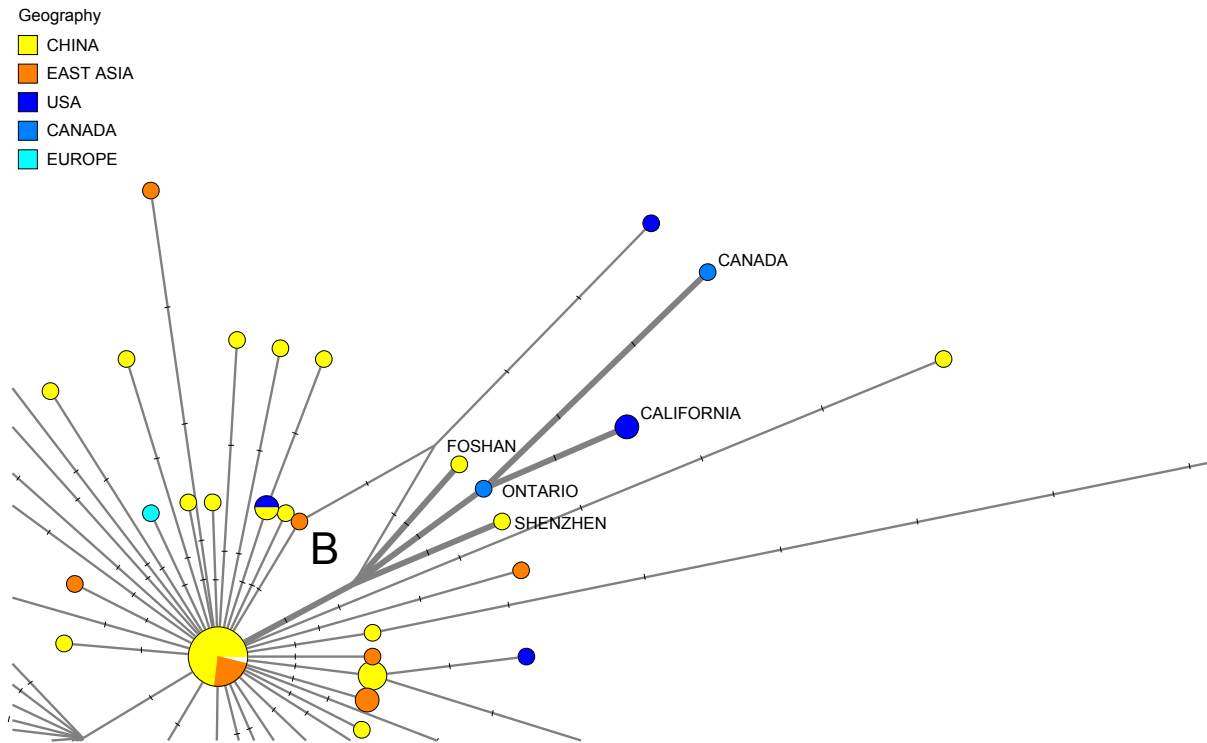 Geography
CHINA
EAST ASIA
USA
CANADA
EUROPE
CANADA
CALIFORNIA
FOSHAN
ONTARIO
SHENZHEN
B